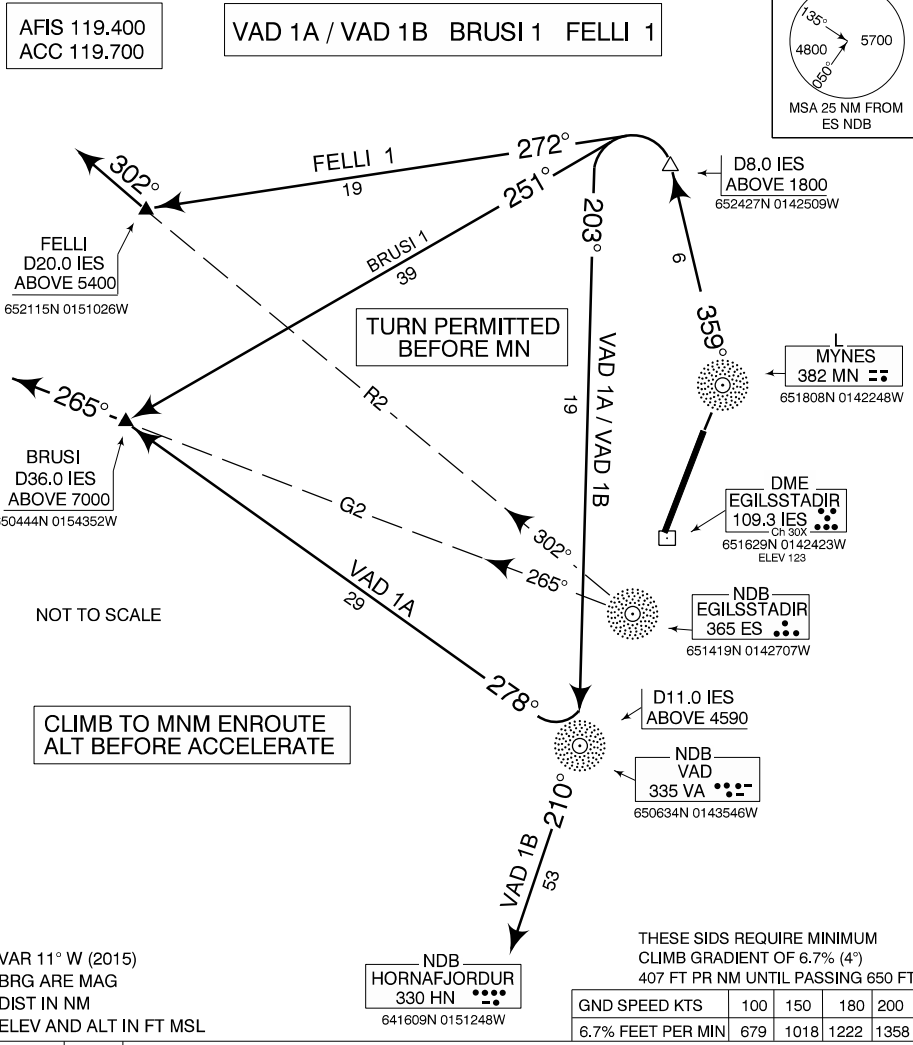 AFIS 119.400
ACC 119.700
VAD 1A / VAD 1B BRUSI 1 FELLI 1
135°
4800
5700
050°
MSA 25 NM FROM
ES NDB
302°
FELLI 1
19
272°
251°
203°
D8.0 IES
ABOVE 1800
652427N 0142509W
FELLI
D20.0 IES
ABOVE 5400
652115N 0151026W
BRUSI 1
39
6
359°
TURN PERMITTED
BEFORE MN
VAD 1A / VAD 1B
19
L
MYNES
382 MN
651808N 0142248W
R2
265°
BRUSI
D36.0 IES
ABOVE 7000
650444N 0154352W
G2
302°
265°
DME
EGILSSTADIR
109.3 IES
Ch 30X
651629N 0142423W
ELEV 123
VAD 1A
29
NOT TO SCALE
NDB
EGILSSTADIR
365 ES
651419N 0142707W
278°
CLIMB TO MNM ENROUTE
ALT BEFORE ACCELERATE
D11.0 IES
ABOVE 4590
NDB
VAD
335 VA
650634N 0143546W
210°
VAD 1B
53
NDB
HORNAFJORDUR
330 HN
641609N 0151248W
VAR 11° W (2015)
BRG ARE MAG
DIST IN NM
ELEV AND ALT IN FT MSL
THESE SIDS REQUIRE MINIMUM
CLIMB GRADIENT OF 6.7% (4°)
407 FT PR NM UNTIL PASSING 650 FT
GND SPEED KTS 100 150 180 200
6.7% FEET PER MIN 679 1018 1222 1358